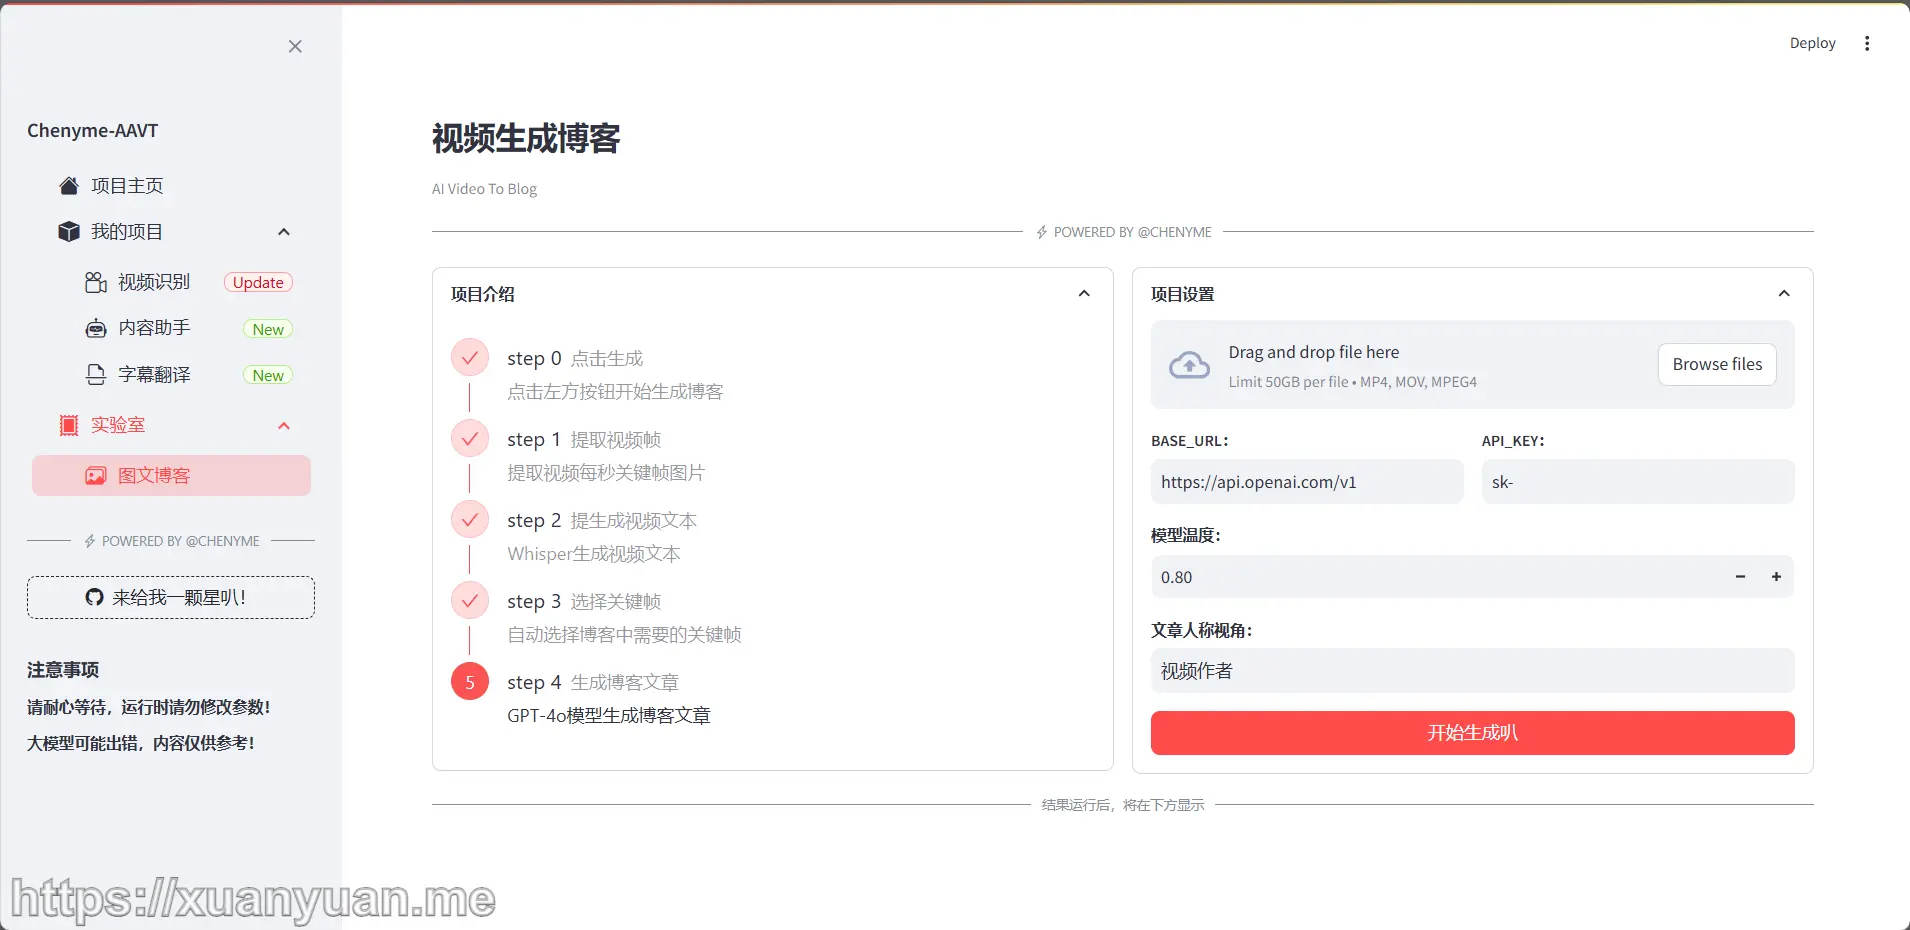 Deploy
Chenyme-AAVT
项目主页
我的项目
视频识别 Update
内容助手 New
字幕翻译 New
实验室
图文博客
POWERED BY @CHENYME
来给我一颗星叭！
注意事项
请耐心等待，运行时请勿修改参数！
大模型可能出错，内容仅供参考！
视频生成博客
AI Video To Blog
POWERED BY @CHENYME
项目介绍
step 0 点击生成
点击左方按钮开始生成博客
step 1 提取视频帧
提取视频每秒关键帧图片
step 2 提生成视频文本
Whisper生成视频文本
step 3 选择关键帧
自动选择博客中需要的关键帧
5 step 4 生成博客文章
GPT-4o模型生成博客文章
项目设置
Drag and drop file here
Limit 50GB per file • MP4, MOV, MPEG4
Browse files
BASE_URL： API_KEY：
https://api.openai.com/v1 sk-
模型温度：
0.80
文章人称视角：
视频作者
开始生成叭
结果运行后，将在下方显示
https://xuanyuan.me